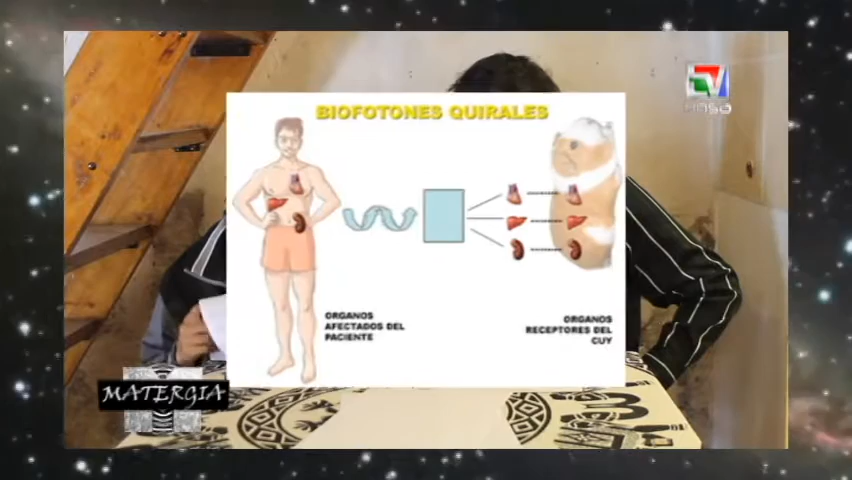 BIOFOTONES QUIRALES
ORGANOS
AFECTADOS DEL
PACIENTE
ORGANOS
RECEPTORES DEL
CUY
MATERGIA